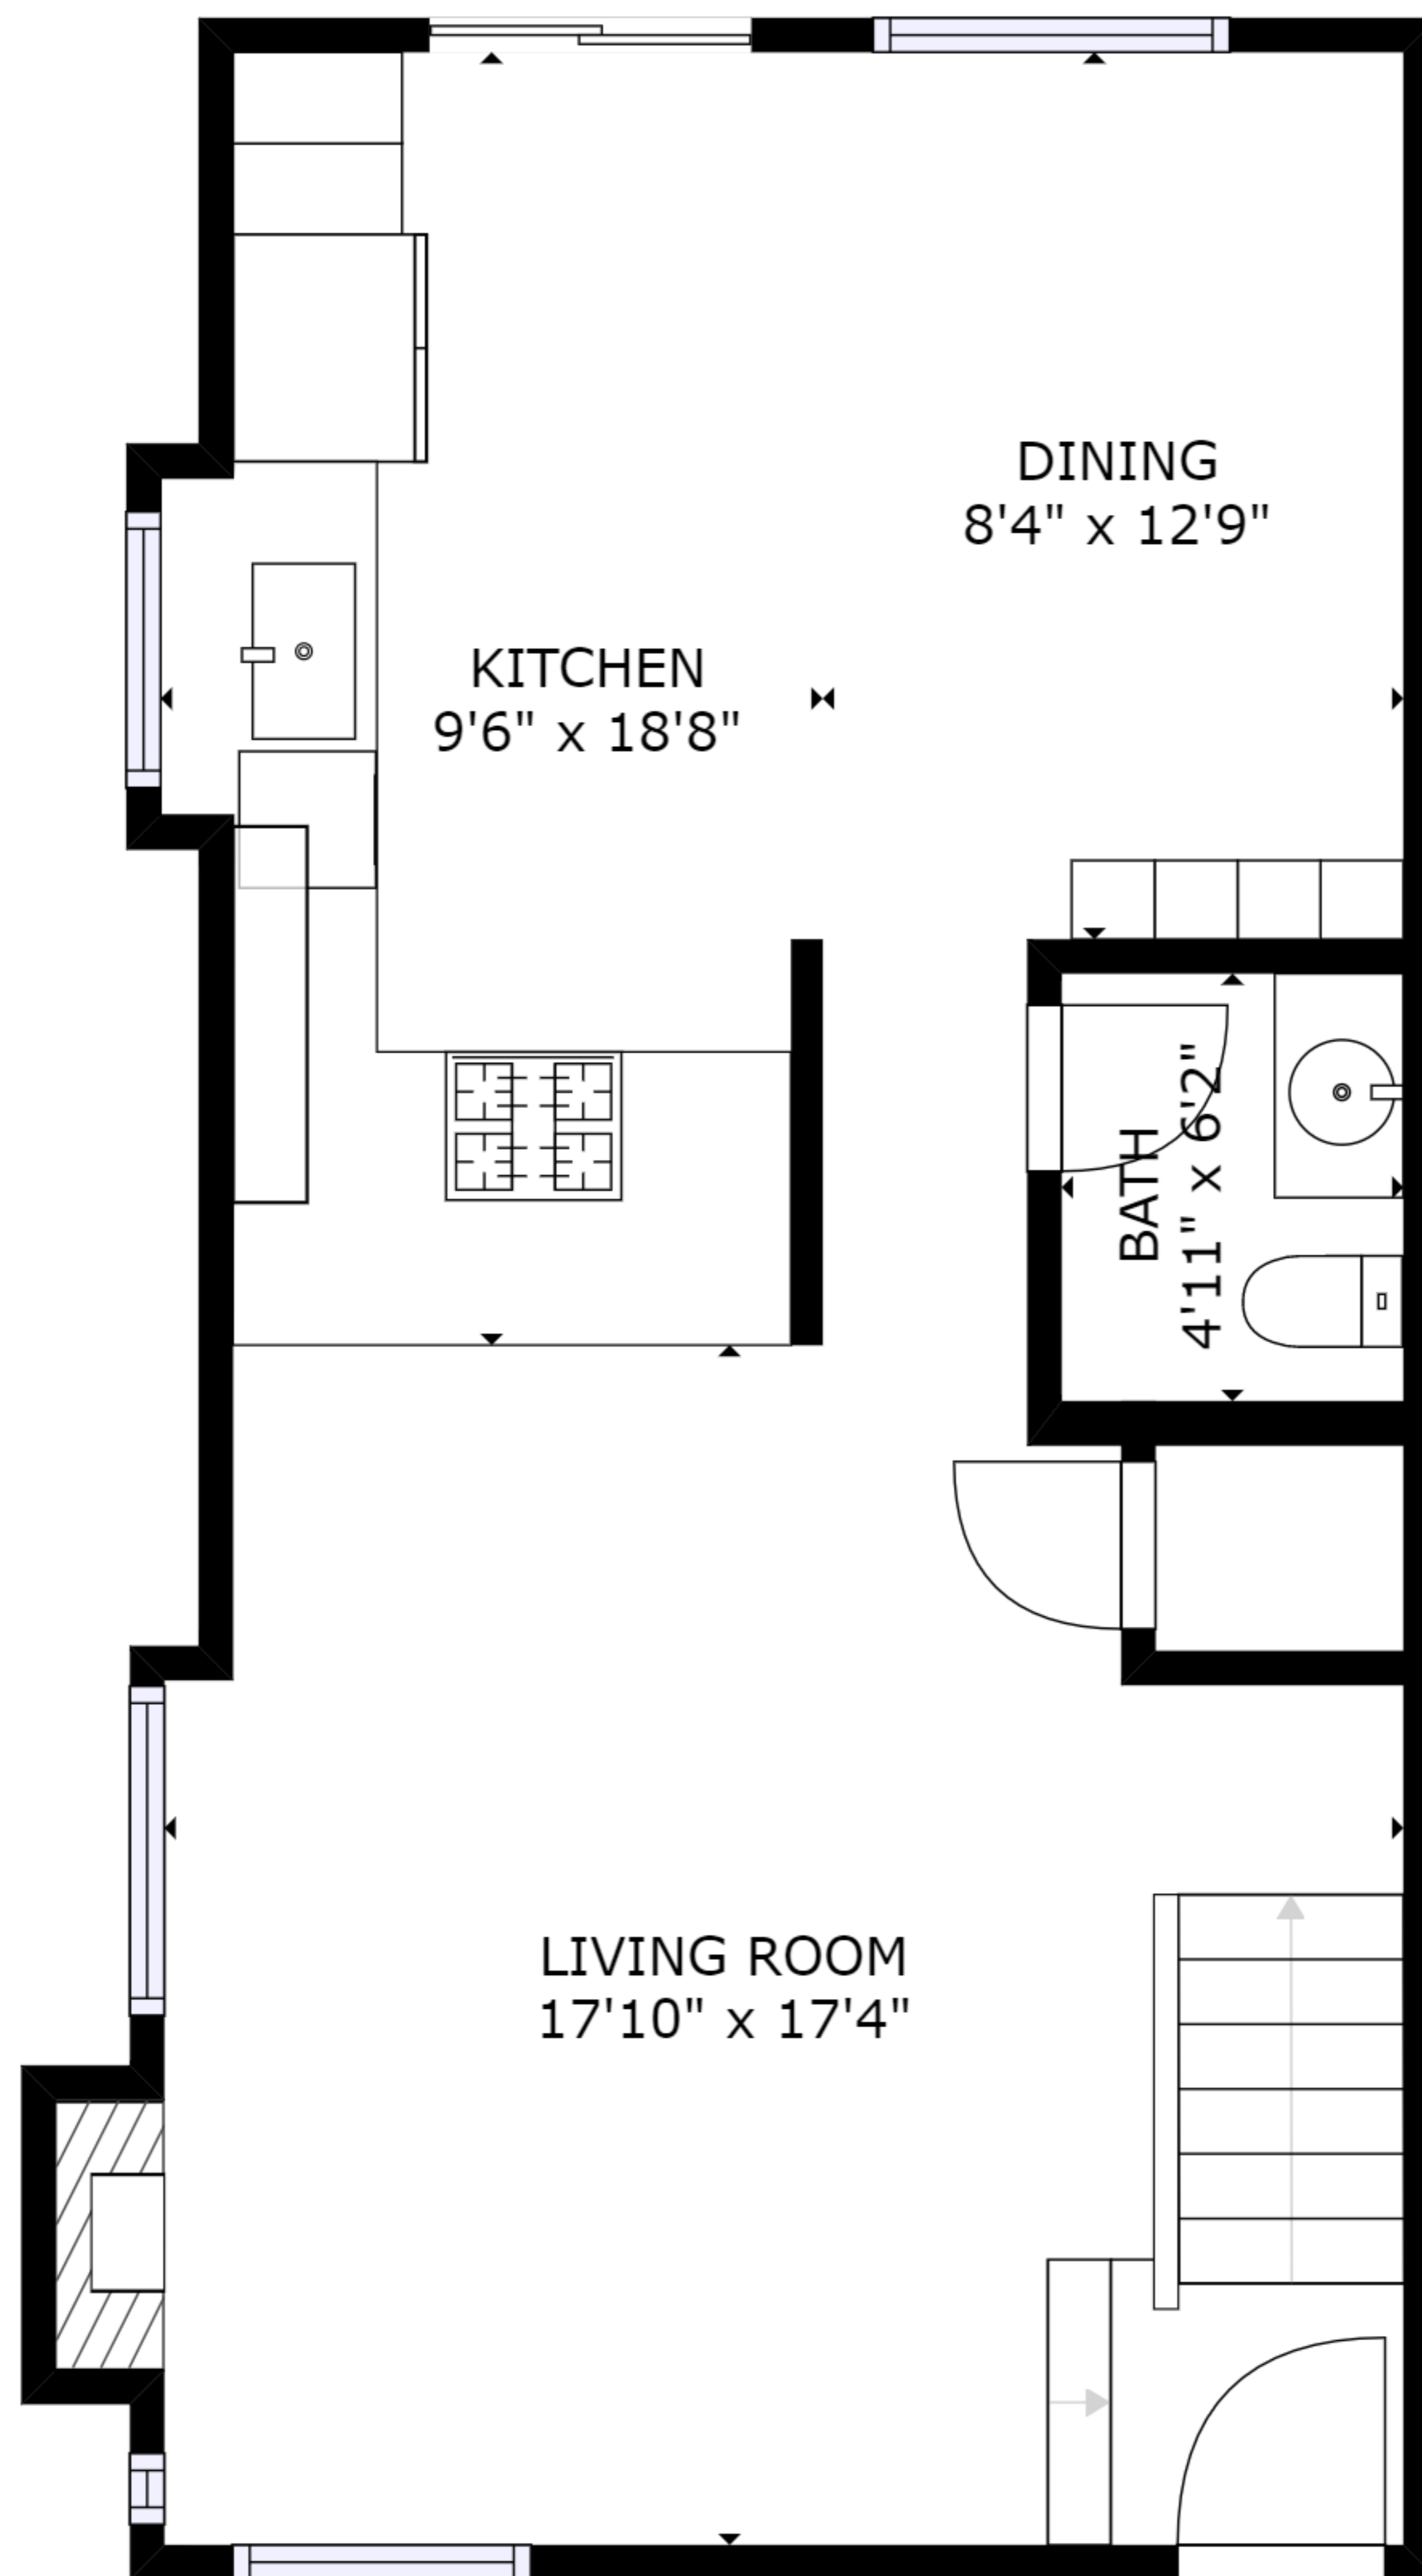 DINING
8'4" x 12'9"
KITCHEN
9'6" x 18'8"
BATH
4'11" x 6'2"
LIVING ROOM
17'10" x 17'4"